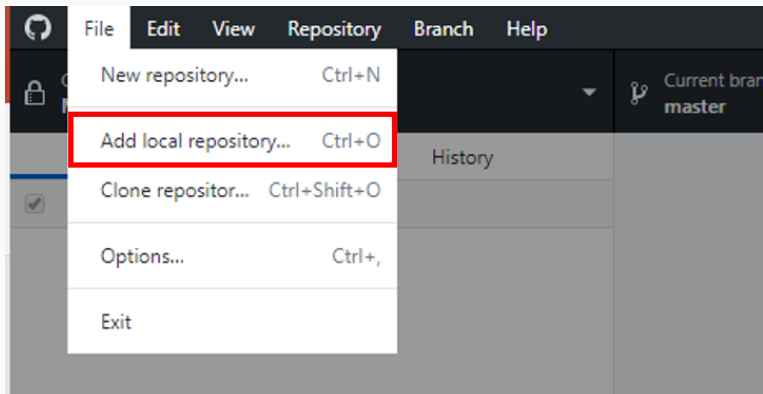 File Edit View Repository Branch Help
New repository... Ctrl+N
Current bran
master
Add local repository... Ctrl+O
History
Clone repositor... Ctrl+Shift+O
Options... Ctrl+,
Exit